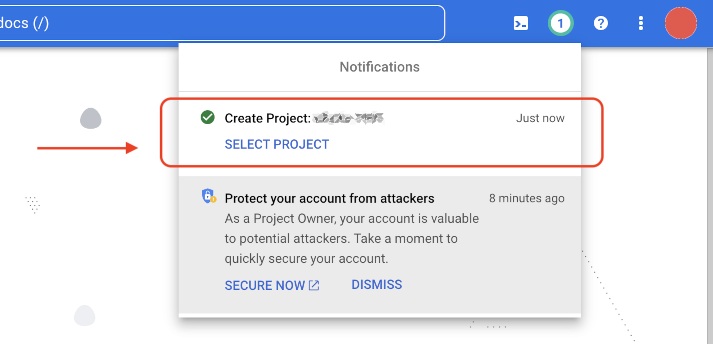 docs (/)
1
Notifications
Create Project:
Just now
SELECT PROJECT
Protect your account from attackers
8 minutes ago
As a Project Owner, your account is valuable
to potential attackers. Take a moment to
quickly secure your account.
SECURE NOW
DISMISS